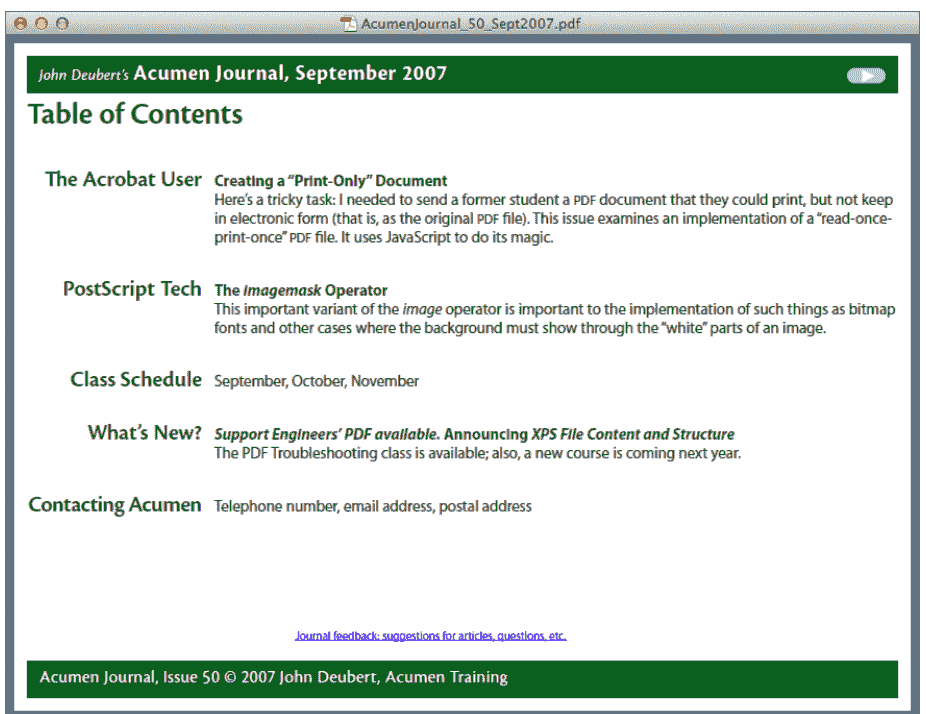 AcumenJournal_50_Sept2007.pdf
John Deubert's Acumen Journal, September 2007
Table of Contents
The Acrobat User
Creating a “Print-Only” Document
Here’s a tricky task: I needed to send a former student a PDF document that they could print, but not keep
in electronic form (that is, as the original PDF file). This issue examines an implementation of a “read-once-
print-once” PDF file. It uses JavaScript to do its magic.
PostScript Tech
The imagemask Operator
This important variant of the image operator is important to the implementation of such things as bitmap
fonts and other cases where the background must show through the “white” parts of an image.
Class Schedule
September, October, November
What’s New?
Support Engineers’ PDF available. Announcing XPS File Content and Structure
The PDF Troubleshooting class is available; also, a new course is coming next year.
Contacting Acumen
Telephone number, email address, postal address
Journal feedback: suggestions for articles, questions, etc.
Acumen Journal, Issue 50 © 2007 John Deubert, Acumen Training